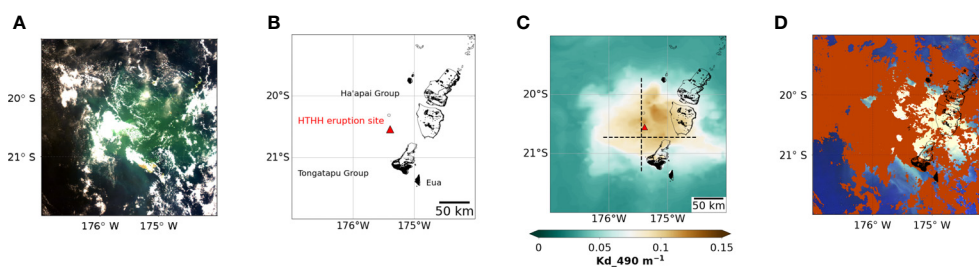 A
20° S
21° S
176° W 175° W
B
20° S
21° S
Ha'apai Group
HTHH eruption site
Tongatapu Group
Eua
50 km
176° W 175° W
C
20° S
21° S
50 km
176° W 175° W
0 0.05 0.1 0.15
Kd_490 m⁻¹
D
20° S
21° S
176° W 175° W